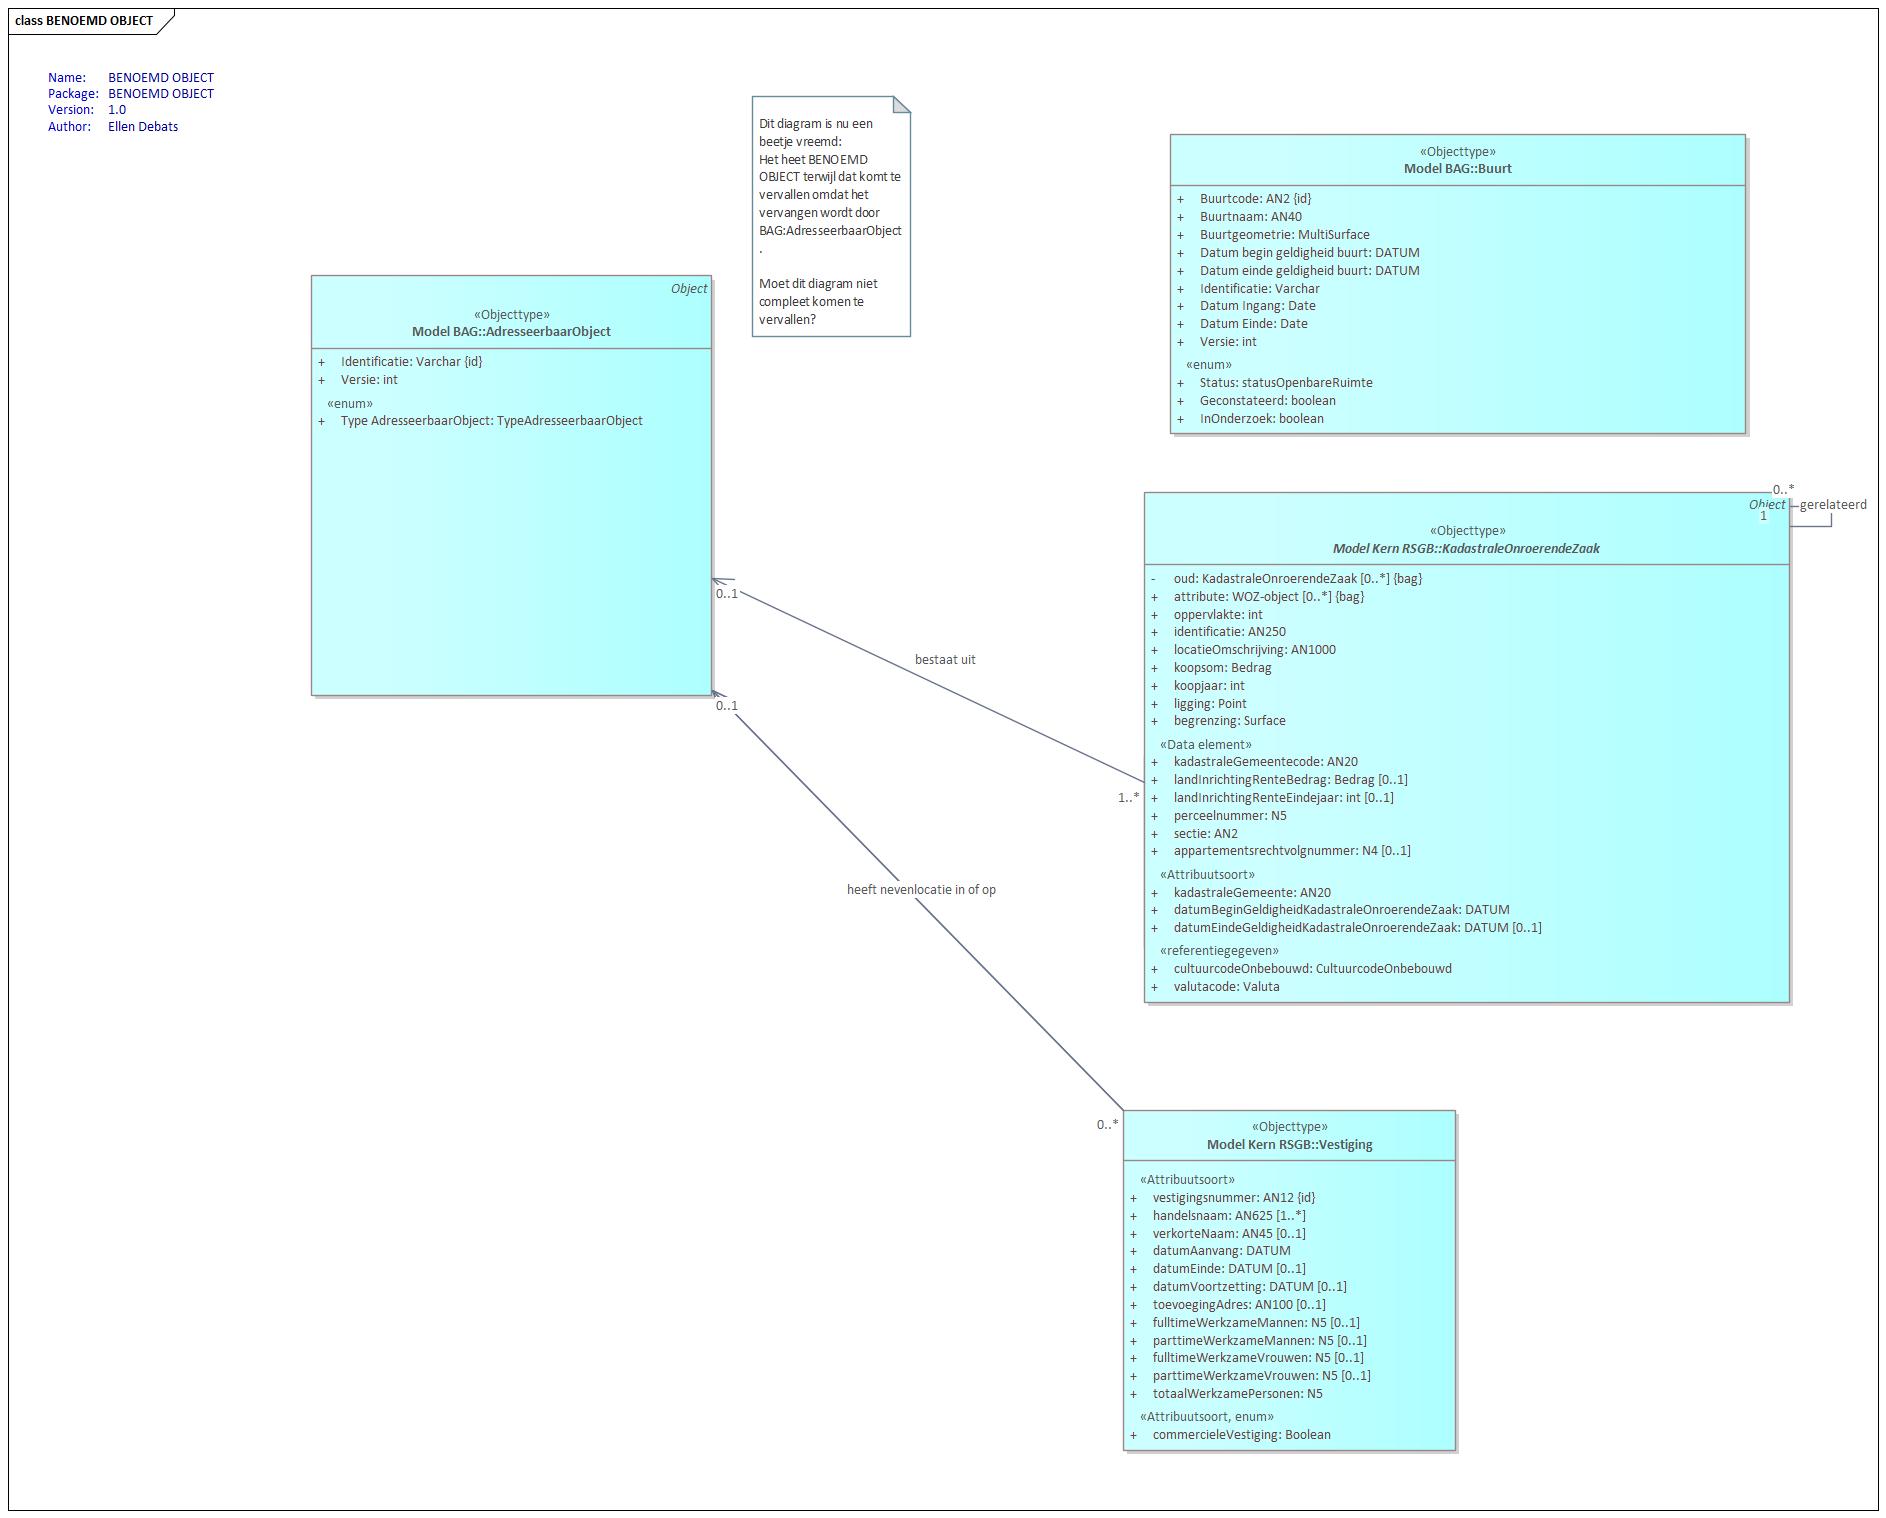 class BENOEMD OBJECT
Name: BENOEMD OBJECT
Package: BENOEMD OBJECT
Version: 1.0
Author: Ellen Debats
Dit diagram is nu een
beetje vreemd:
Het heet BENOEMD
OBJECT terwijl dat komt te
vervallen omdat het
vervangen wordt door
BAG:AdresseerbaarObject
.
Moet dit diagram niet
compleet komen te
vervallen?
«Objecttype»
Model BAG::Buurt
+ Buurtcode: AN2 {id}
+ Buurtnaam: AN40
+ Buurtgeometrie: MultiSurface
+ Datum begin geldigheid buurt: DATUM
+ Datum einde geldigheid buurt: DATUM
+ Identificatie: Varchar
+ Datum Ingang: Date
+ Datum Einde: Date
+ Versie: int
«enum»
+ Status: statusOpenbareRuimte
+ Geconstateerd: boolean
+ InOnderzoek: boolean
Object
«Objecttype»
Model BAG::AdresseerbaarObject
+ Identificatie: Varchar {id}
+ Versie: int
«enum»
+ Type AdresseerbaarObject: TypeAdresseerbaarObject
0..*
Object
gerelateerd
1
«Objecttype»
Model Kern RSGB::KadastraleOnroerendeZaak
- oud: KadastraleOnroerendeZaak [0..*] {bag}
+ attribute: WOZ-object [0..*] {bag}
+ oppervlakte: int
+ identificatie: AN250
+ locatieOmschrijving: AN1000
+ koopsom: Bedrag
+ koopjaar: int
+ ligging: Point
+ begrenzing: Surface
«Data element»
+ kadastraleGemeentecode: AN20
+ landInrichtingRenteBedrag: Bedrag [0..1]
+ landInrichtingRenteEindejaar: int [0..1]
+ perceelnummer: N5
+ sectie: AN2
+ appartementsrechtvolgnummer: N4 [0..1]
«Attribuutsoort»
+ kadastraleGemeente: AN20
+ datumBeginGeldigheidKadastraleOnroerendeZaak: DATUM
+ datumEindeGeldigheidKadastraleOnroerendeZaak: DATUM [0..1]
«referentiegegeven»
+ cultuurcodeOnbebouwd: CultuurcodeOnbebouwd
+ valutacode: Valuta
0..1
bestaat uit
1..*
0..1
heeft nevenlocatie in of op
0..*
«Objecttype»
Model Kern RSGB::Vestiging
«Attribuutsoort»
+ vestigingsnummer: AN12 {id}
+ handelsnaam: AN625 [1..*]
+ verkorteNaam: AN45 [0..1]
+ datumAanvang: DATUM
+ datumEinde: DATUM [0..1]
+ datumVoortzetting: DATUM [0..1]
+ toevoegingAdres: AN100 [0..1]
+ fulltimeWerkzameMannen: N5 [0..1]
+ parttimeWerkzameMannen: N5 [0..1]
+ fulltimeWerkzameVrouwen: N5 [0..1]
+ parttimeWerkzameVrouwen: N5 [0..1]
+ totaalWerkzamePersonen: N5
«Attribuutsoort, enum»
+ commercieleVestiging: Boolean